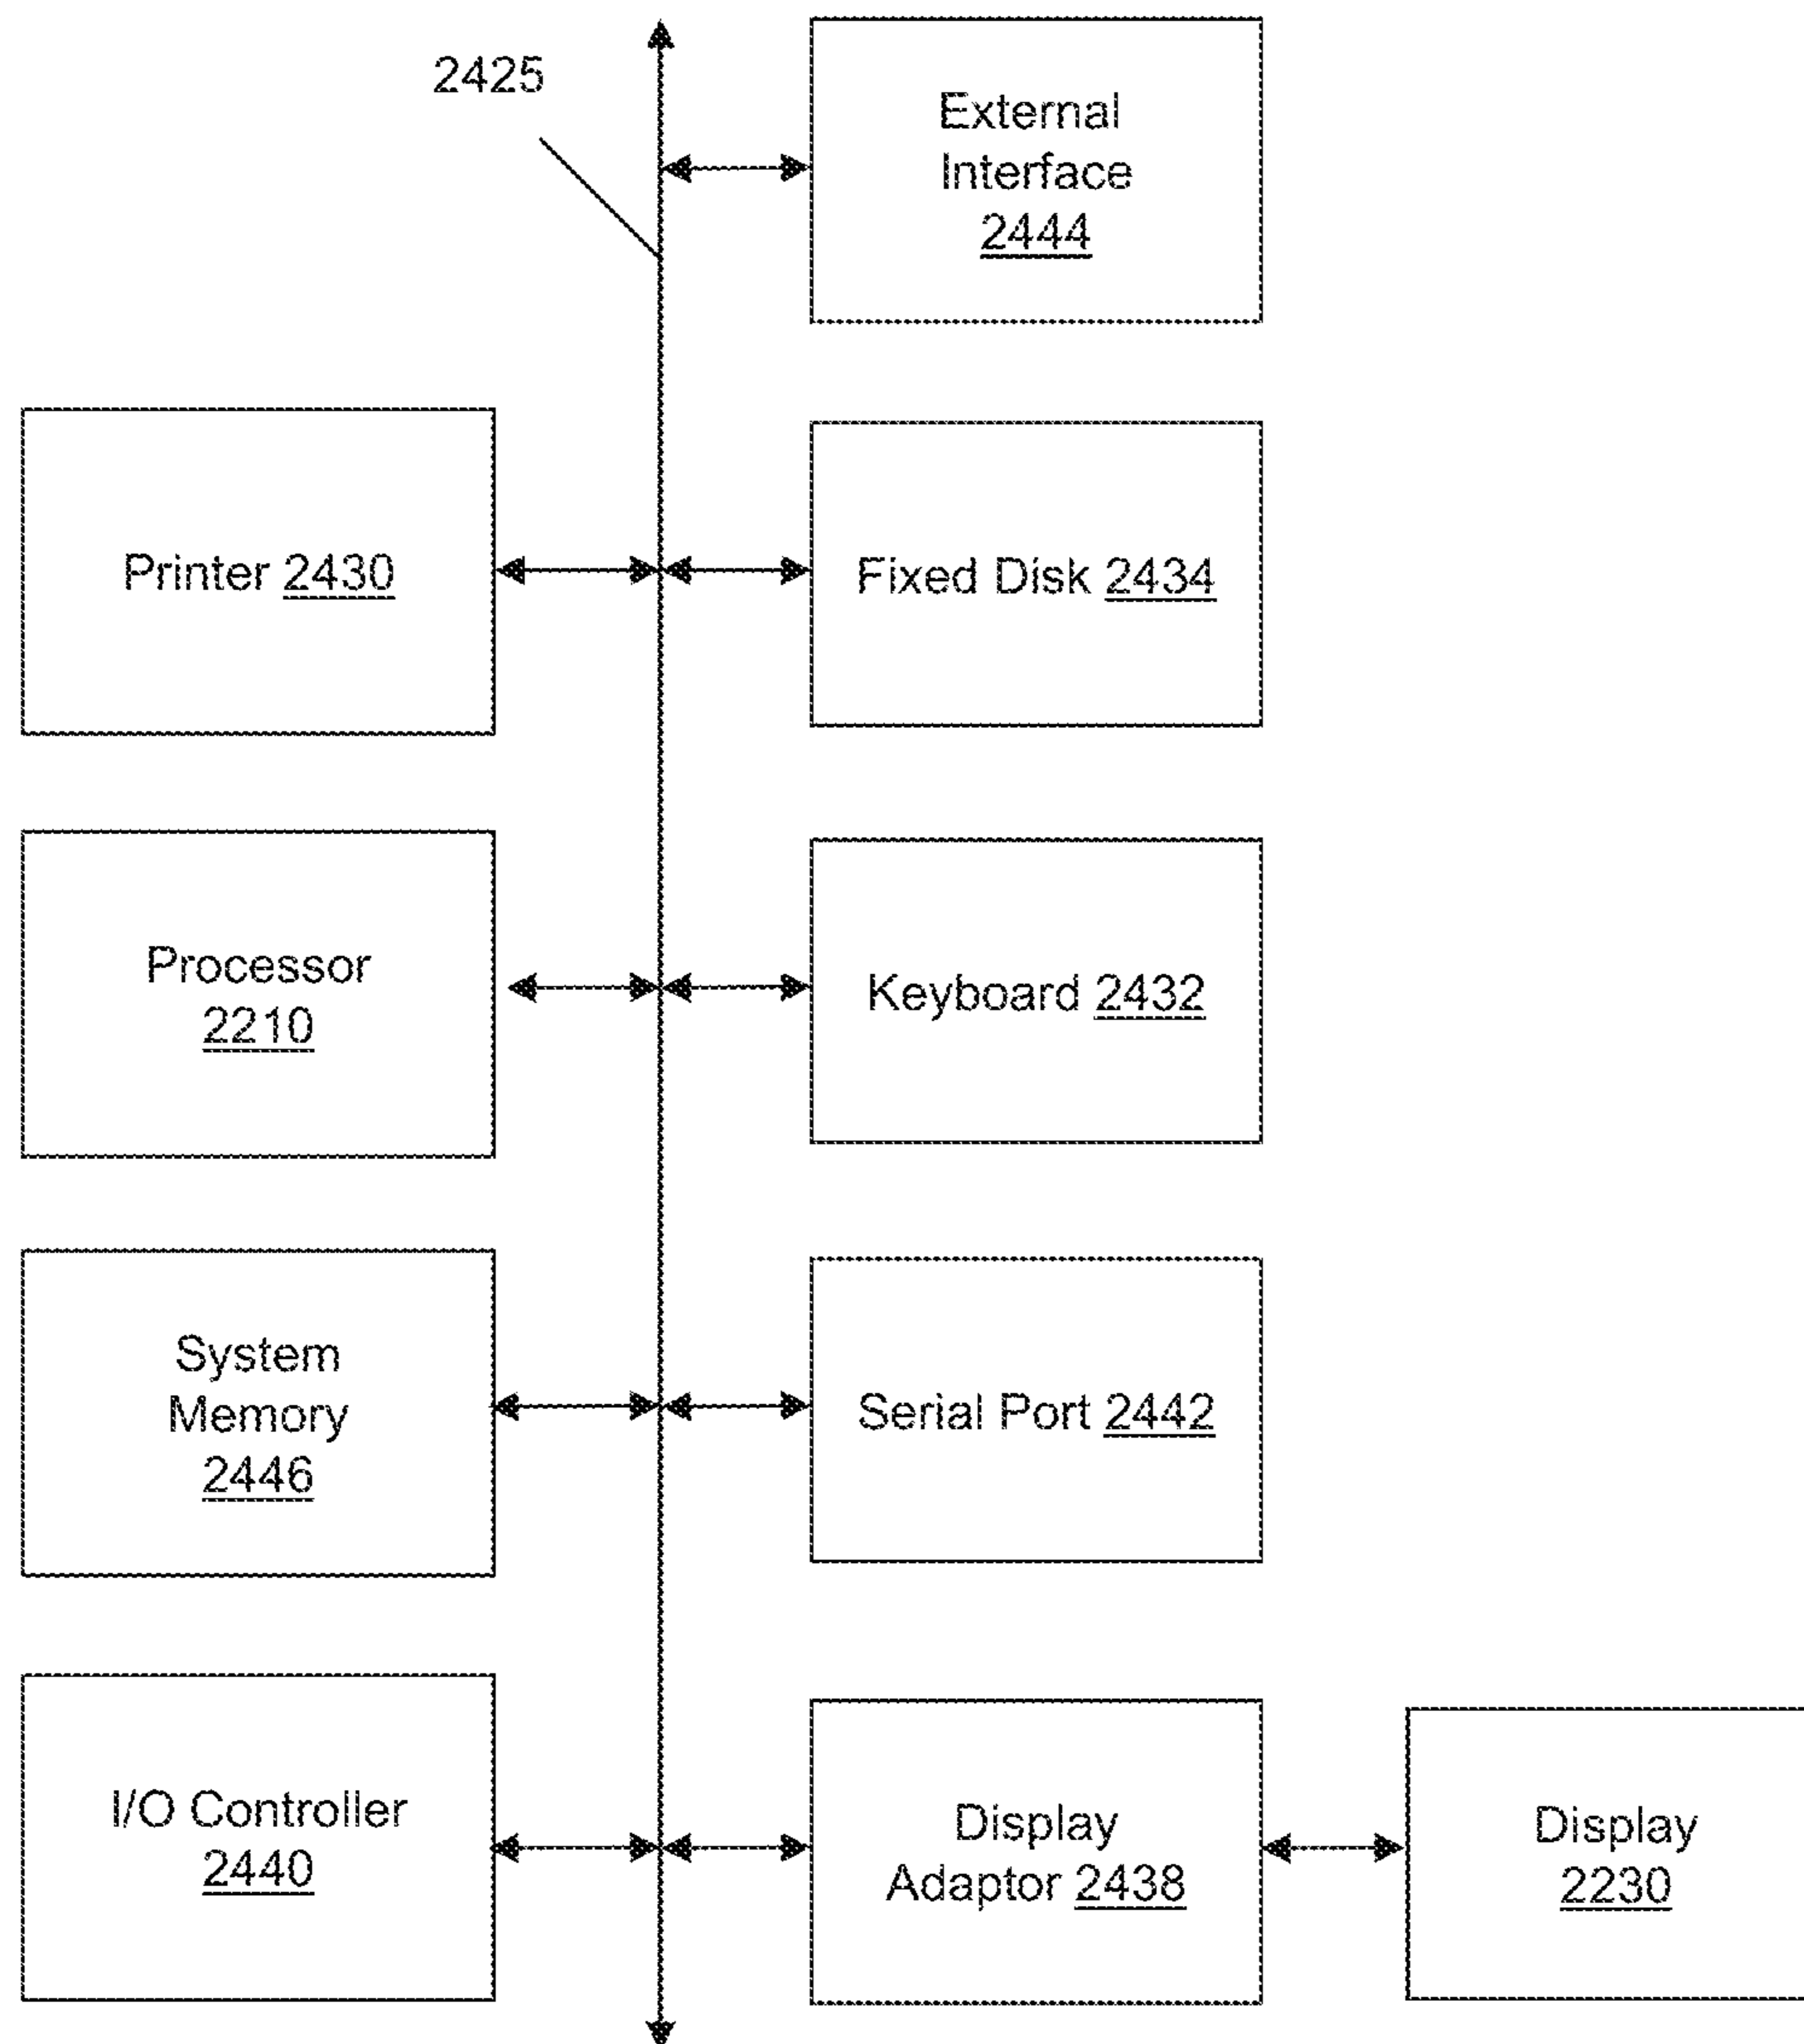 2425
External
Interface
2444
Printer 2430
Fixed Disk 2434
Processor
2210
Keyboard 2432
System
Memory
2446
Serial Port 2442
I/O Controller
2440
Display
Adaptor 2438
Display
2230